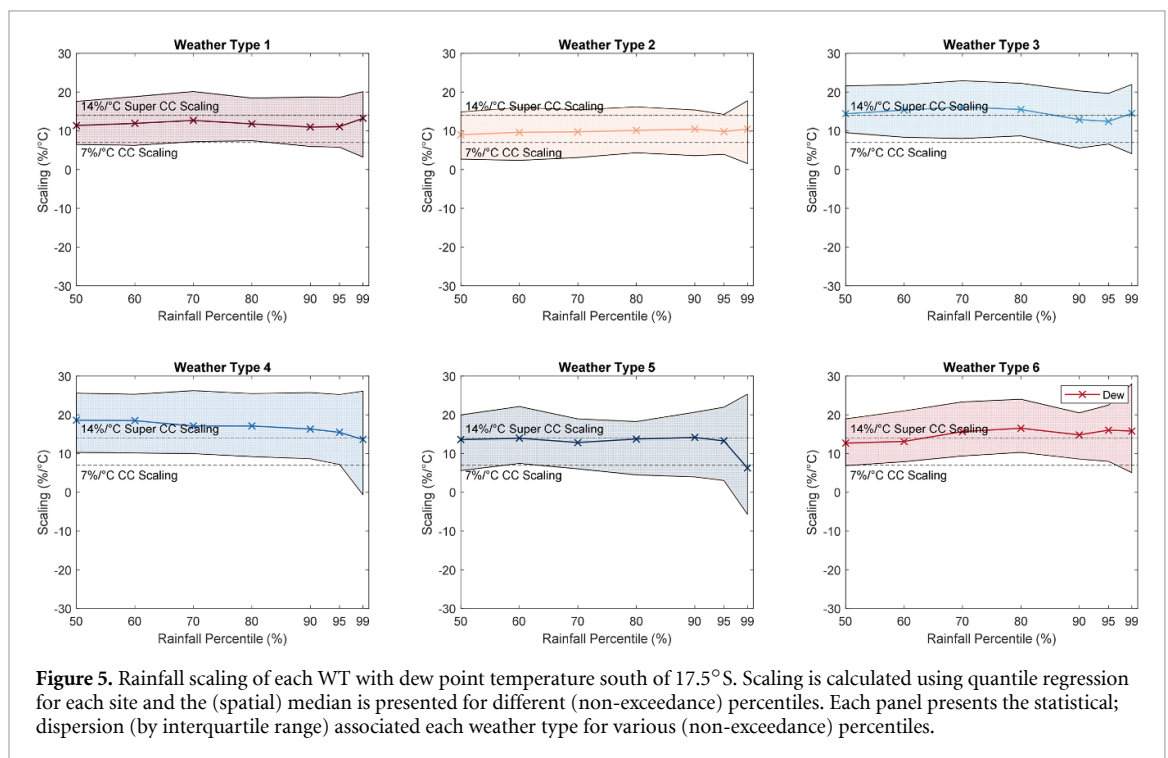 Weather Type 1
30
20
10
0
-10
-20
-30
Scaling (%/°C)
14%/°C Super CC Scaling
7%/°C CC Scaling
50 60 70 80 90 95 99
Rainfall Percentile (%)
Weather Type 2
30
20
10
0
-10
-20
-30
Scaling (%/°C)
14%/°C Super CC Scaling
7%/°C CC Scaling
50 60 70 80 90 95 99
Rainfall Percentile (%)
Weather Type 3
30
20
10
0
-10
-20
-30
Scaling (%/°C)
14%/°C Super CC Scaling
7%/°C CC Scaling
50 60 70 80 90 95 99
Rainfall Percentile (%)
Weather Type 4
30
20
10
0
-10
-20
-30
Scaling (%/°C)
14%/°C Super CC Scaling
7%/°C CC Scaling
50 60 70 80 90 95 99
Rainfall Percentile (%)
Weather Type 5
30
20
10
0
-10
-20
-30
Scaling (%/°C)
14%/°C Super CC Scaling
7%/°C CC Scaling
50 60 70 80 90 95 99
Rainfall Percentile (%)
Weather Type 6
30
20
10
0
-10
-20
-30
Scaling (%/°C)
Dew
14%/°C Super CC Scaling
7%/°C CC Scaling
50 60 70 80 90 95 99
Rainfall Percentile (%)
Figure 5. Rainfall scaling of each WT with dew point temperature south of 17.5°S. Scaling is calculated using quantile regression
for each site and the (spatial) median is presented for different (non-exceedance) percentiles. Each panel presents the statistical;
dispersion (by interquartile range) associated each weather type for various (non-exceedance) percentiles.